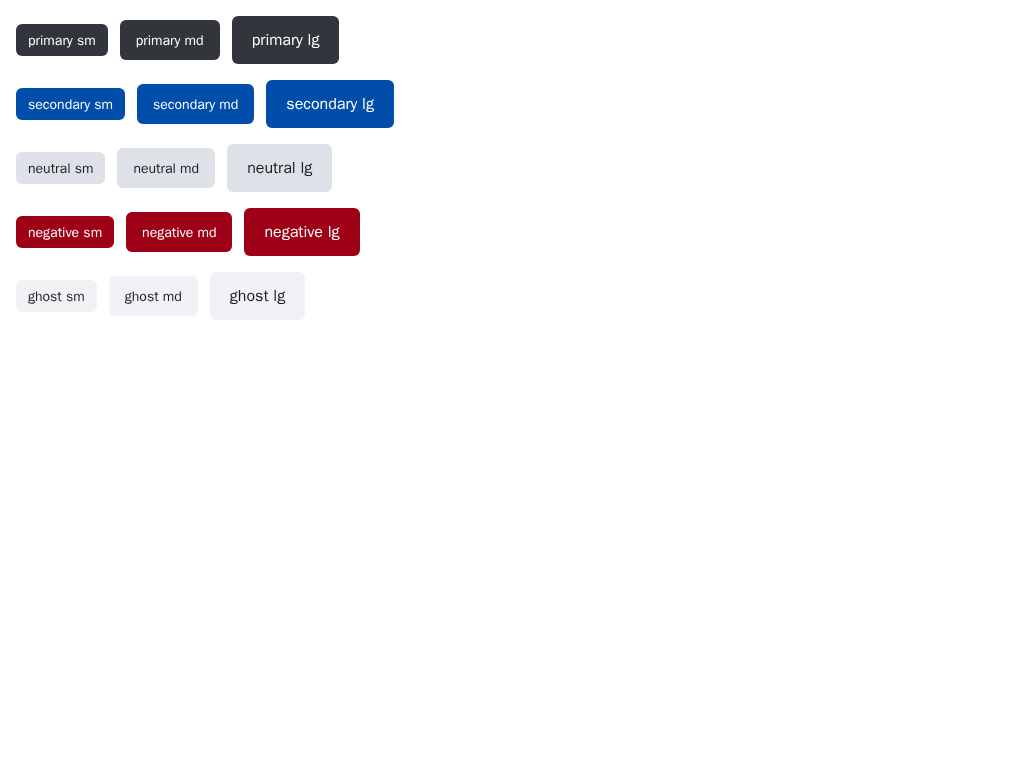 primary sm primary md primary lg
secondary sm secondary md secondary lg
neutral sm neutral md neutral lg
negative sm negative md negative lg
ghost sm ghost md ghost lg